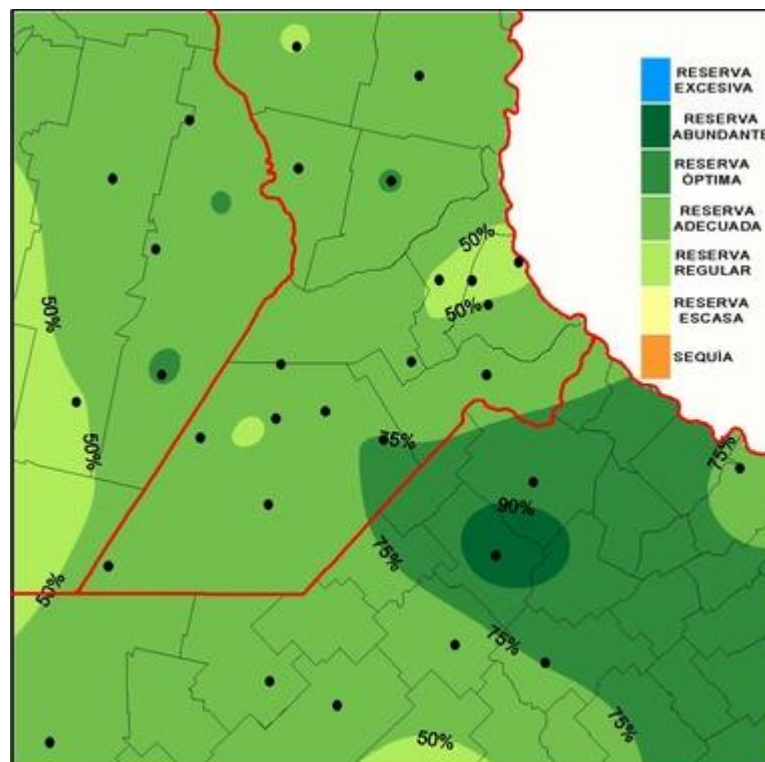 RESERVA
EXCESIVA
RESERVA
ABUNDANTE
RESERVA
ÓPTIMA
RESERVA
ADECUADA
RESERVA
REGULAR
RESERVA
ESCASA
SEQUÍA
50%
50%
50%
50%
75%
75%
50%
90%
75%
50%
75%
75%
50%